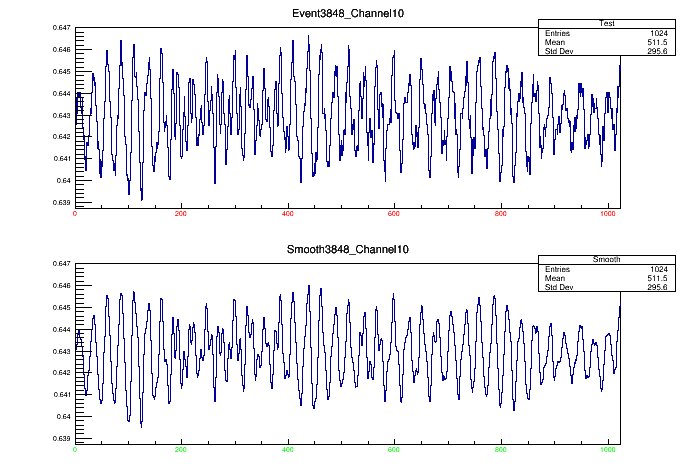 Event3848_Channel10
Test
Entries 1024
Mean 511.5
Std Dev 295.6
0.647
0.646
0.645
0.644
0.643
0.642
0.641
0.64
0.639
0 200 400 600 800 1000
Smooth3848_Channel10
Smooth
Entries 1024
Mean 511.5
Std Dev 295.6
0.647
0.646
0.645
0.644
0.643
0.642
0.641
0.64
0.639
0 200 400 600 800 1000